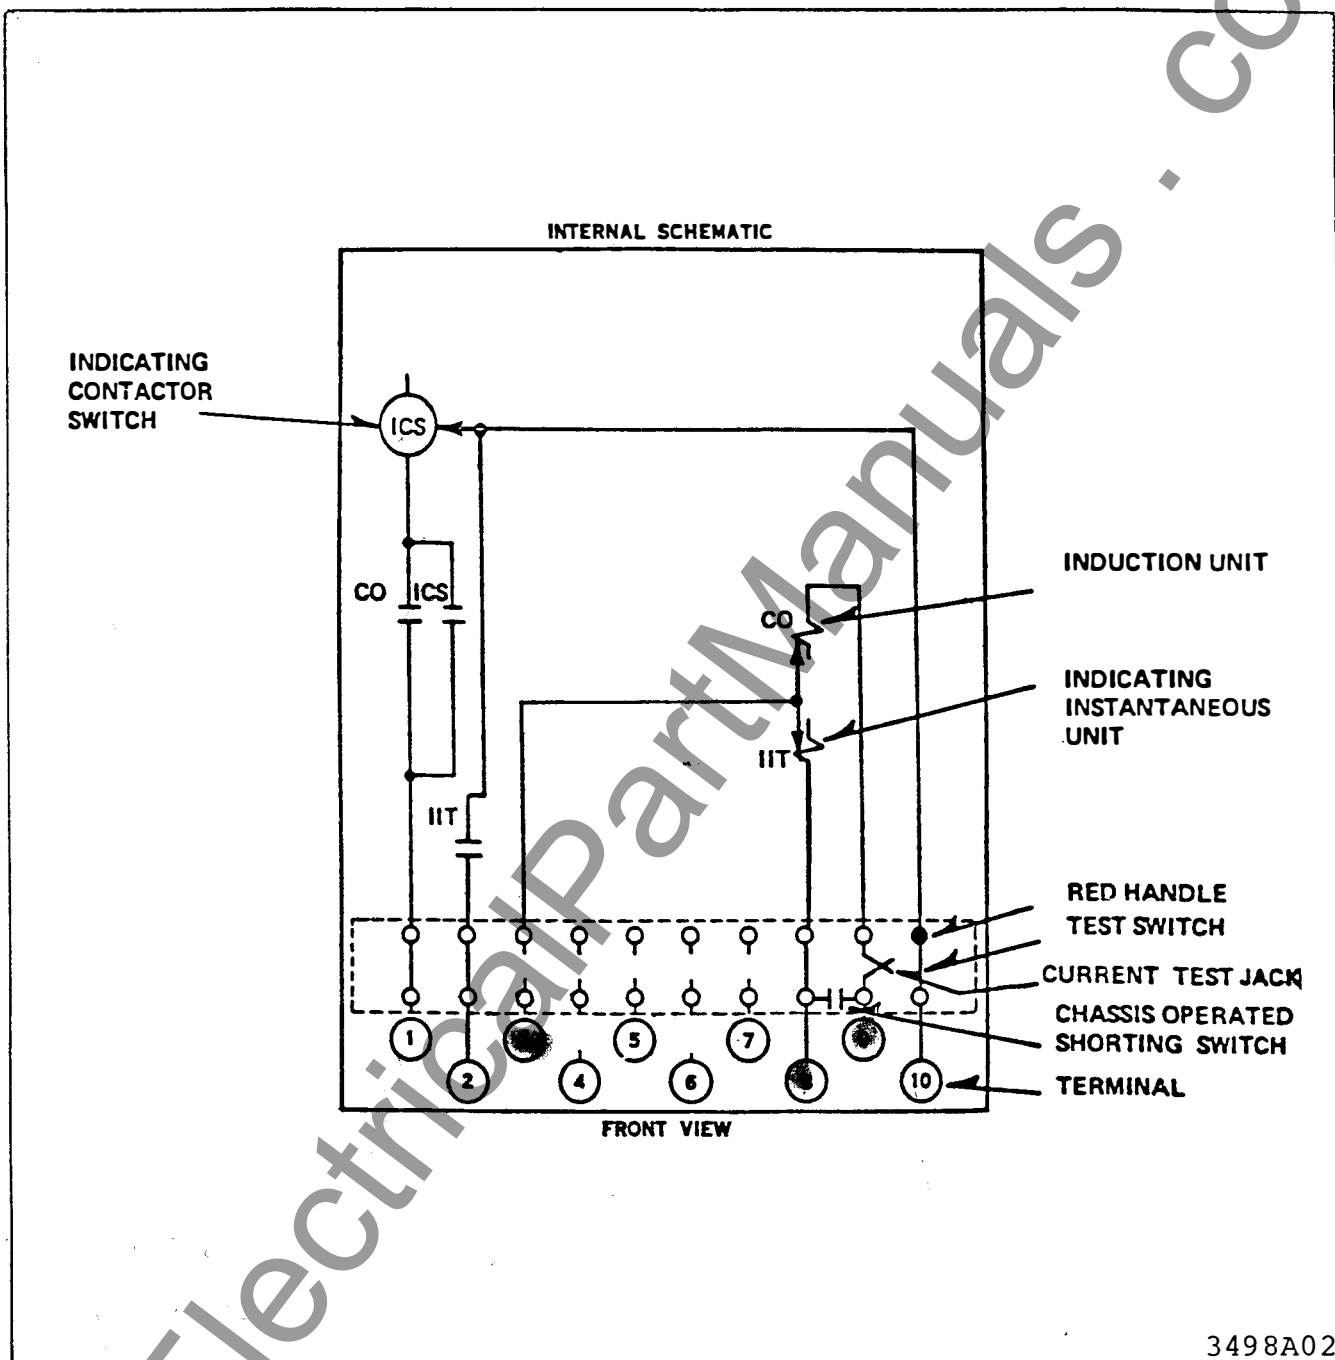 INTERNAL SCHEMATIC
INDICATING
CONTACTOR
SWITCH
ICS
CO
ICS
IIT
CO
IIT
INDUCTION UNIT
INDICATING
INSTANTANEOUS
UNIT
RED HANDLE
TEST SWITCH
CURRENT TEST JACK
CHASSIS OPERATED
SHORTING SWITCH
TERMINAL
1
5
7
2
4
6
10
FRONT VIEW
3498A02
ElectricalPartManuals . co